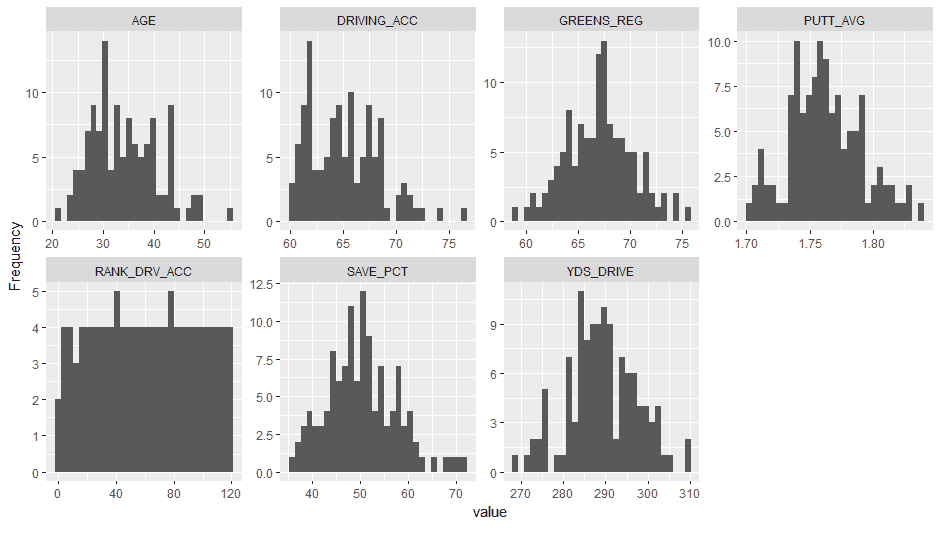 AGE
DRIVING_ACC
GREENS_REG
PUTT_AVG
10
5
0
20 30 40 50
10
5
0
60 65 70 75
10
5
0
60 65 70 75
10.0
7.5
5.0
2.5
0.0
1.70 1.75 1.80
Frequency
RANK_DRV_ACC
SAVE_PCT
YDS_DRIVE
5
4
3
2
1
0
0 40 80 120
12.5
10.0
7.5
5.0
2.5
0.0
40 50 60 70
9
6
3
0
270 280 290 300 310
value